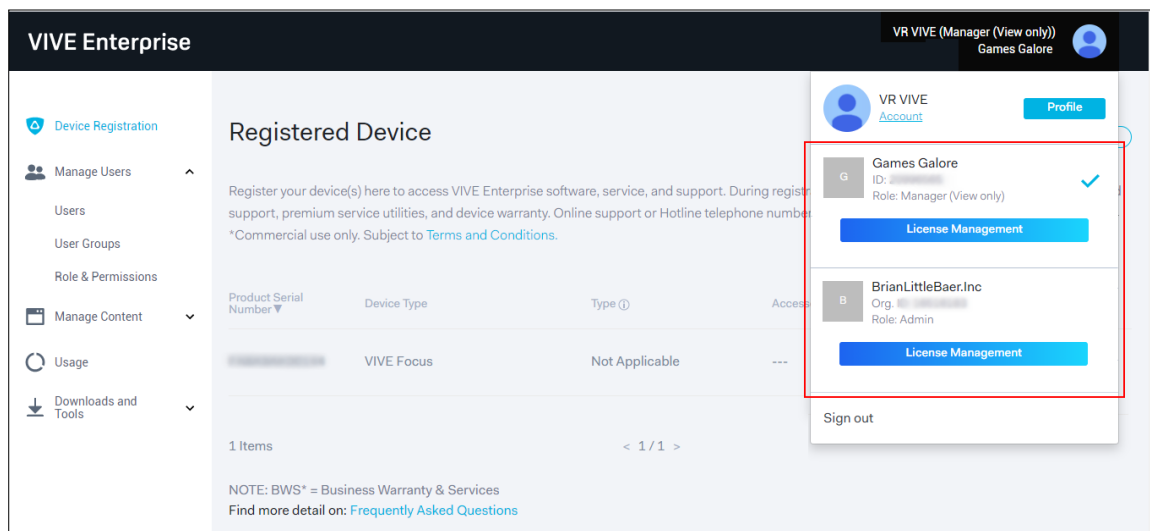 VIVE Enterprise
VR VIVE (Manager (View only))
Games Galore
Device Registration
Manage Users
Users
User Groups
Role & Permissions
Manage Content
Usage
Downloads and
Tools
Registered Device
Register your device(s) here to access VIVE Enterprise software, service, and support. During registr
support, premium service utilities, and device warranty. Online support or Hotline telephone number
*Commercial use only. Subject to Terms and Conditions.
Product Serial
Number▼
Device Type
Type ⓘ
Access
VIVE Focus
Not Applicable
---
1 Items
< 1 / 1 >
NOTE: BWS* = Business Warranty & Services
Find more detail on: Frequently Asked Questions
VR VIVE
Account
Profile
G
Games Galore
ID:
Role: Manager (View only)
License Management
B
BrianLittleBaer.Inc
Org.
Role: Admin
License Management
Sign out